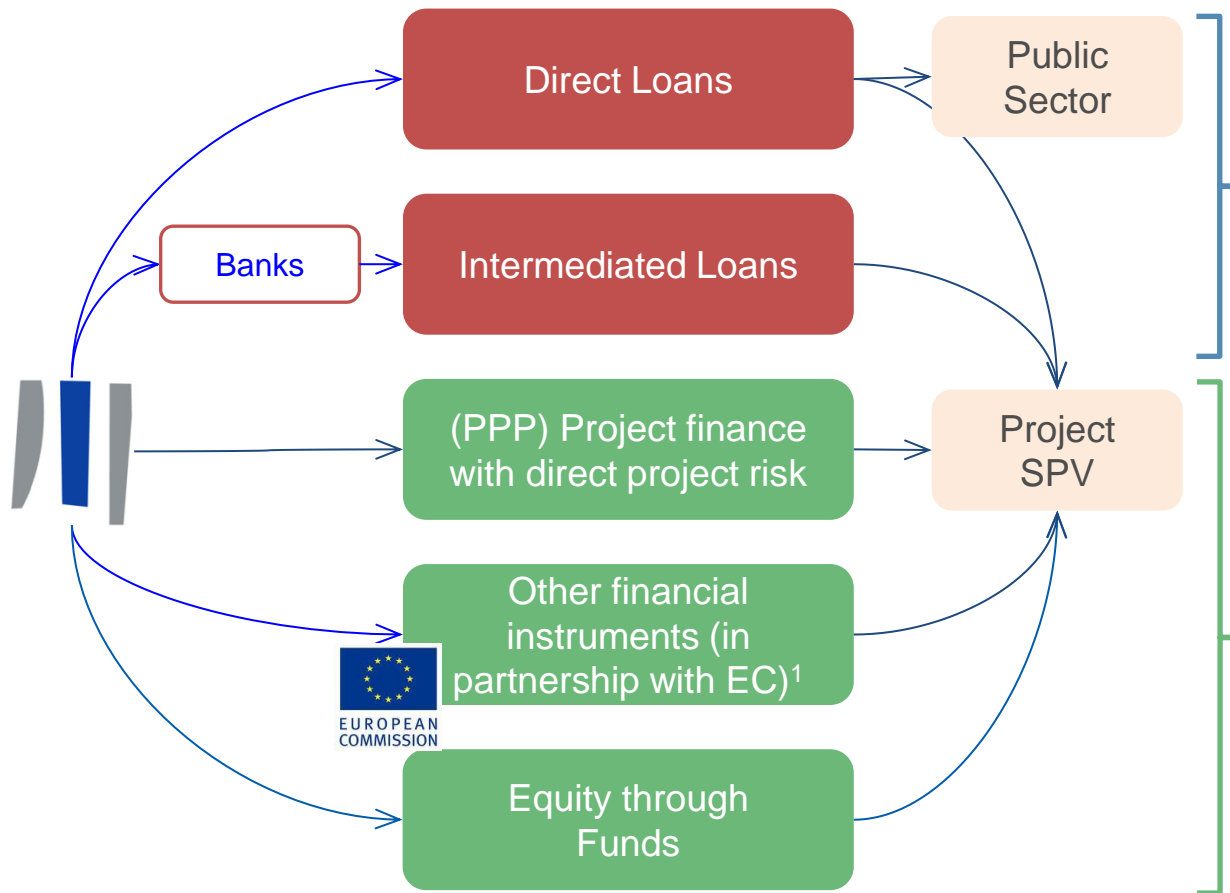 Direct Loans
Public
Sector
Banks
Intermediated Loans
(PPP) Project finance
with direct project risk
Project
SPV
Other financial
instruments (in
partnership with EC)¹
EUROPEAN
COMMISSION
Equity through
Funds